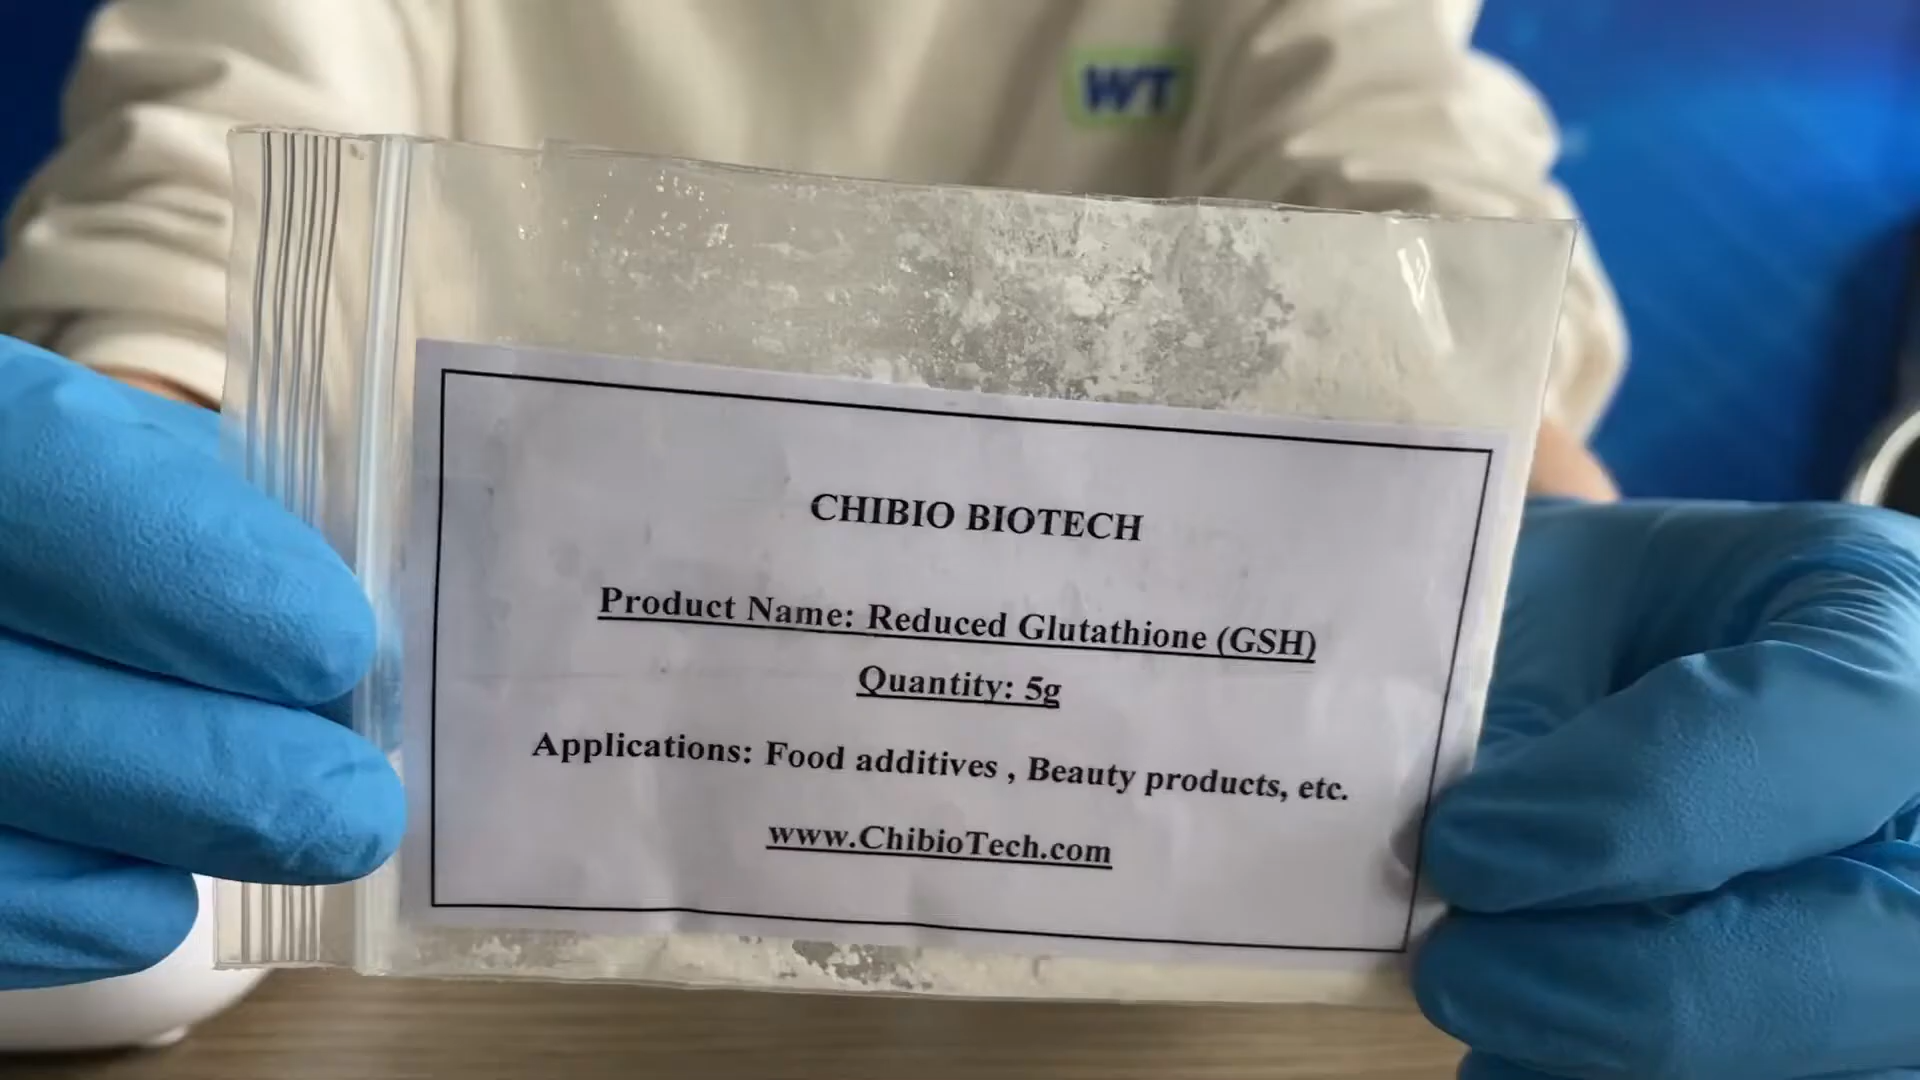 WT
CHIBIO BIOTECH
Product Name: Reduced Glutathione (GSH)
Quantity: 5g
Applications: Food additives , Beauty products, etc.
www.ChibioTech.com